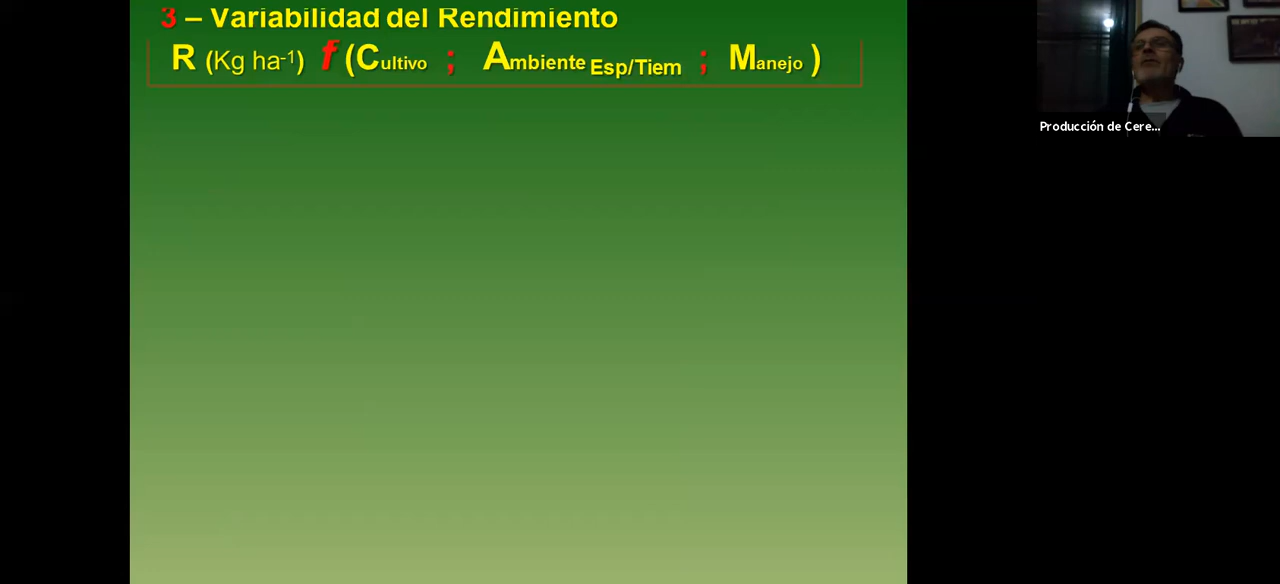 3 – Variabilidad del Rendimiento
R (Kg ha-1) f (Cultivo ; Ambiente Esp/Tiem ; Manejo )
Producción de Cere...